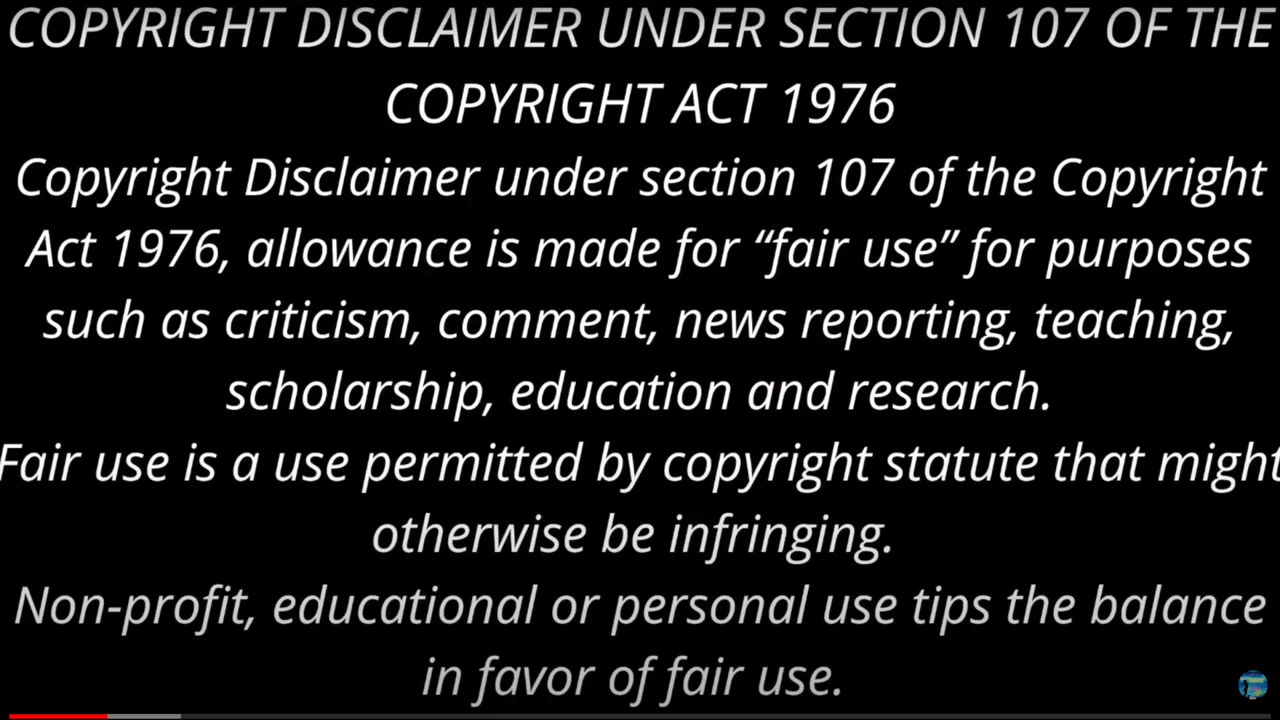 COPYRIGHT DISCLAIMER UNDER SECTION 107 OF THE
COPYRIGHT ACT 1976
Copyright Disclaimer under section 107 of the Copyright
Act 1976, allowance is made for “fair use” for purposes
such as criticism, comment, news reporting, teaching,
scholarship, education and research.
Fair use is a use permitted by copyright statute that might
otherwise be infringing.
Non-profit, educational or personal use tips the balance
in favor of fair use.